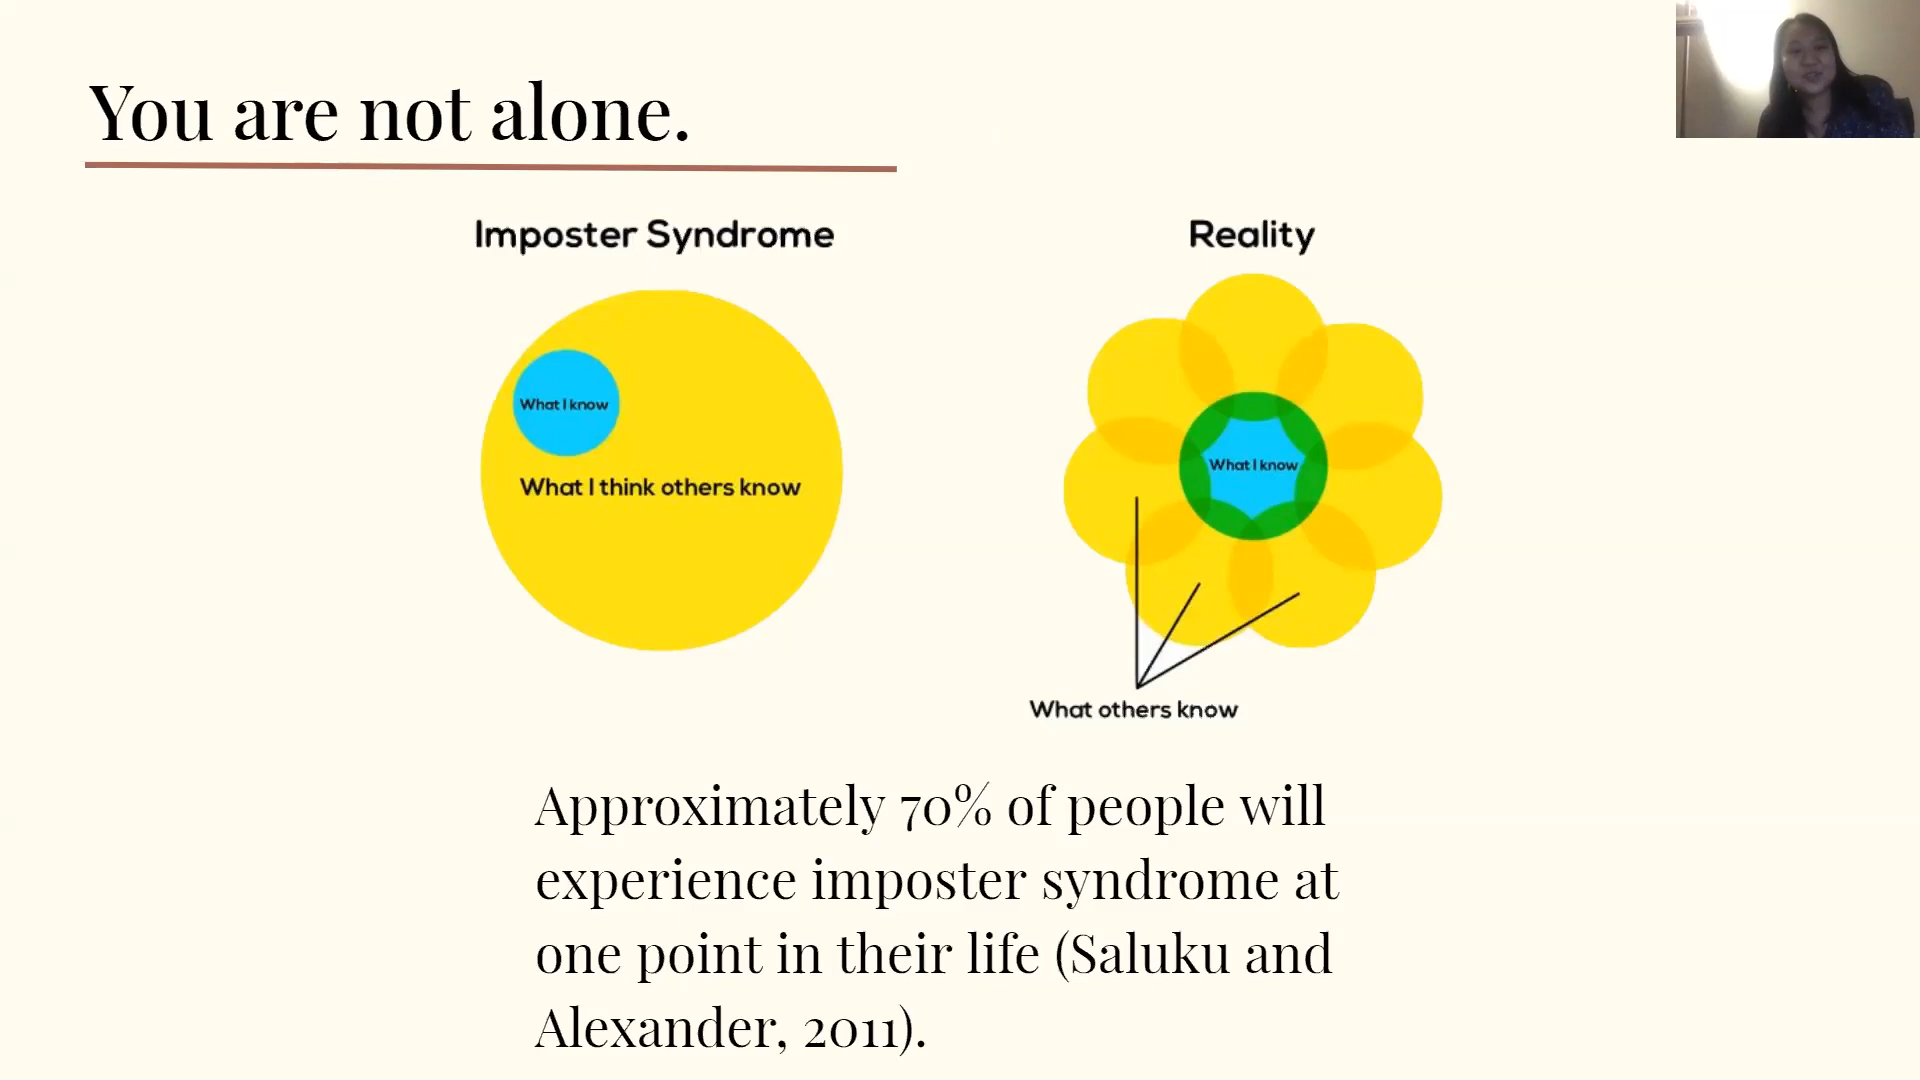 You are not alone.
Imposter Syndrome
What I know
What I think others know
Reality
What I know
What others know
Approximately 70% of people will
experience imposter syndrome at
one point in their life (Saluku and
Alexander, 2011).